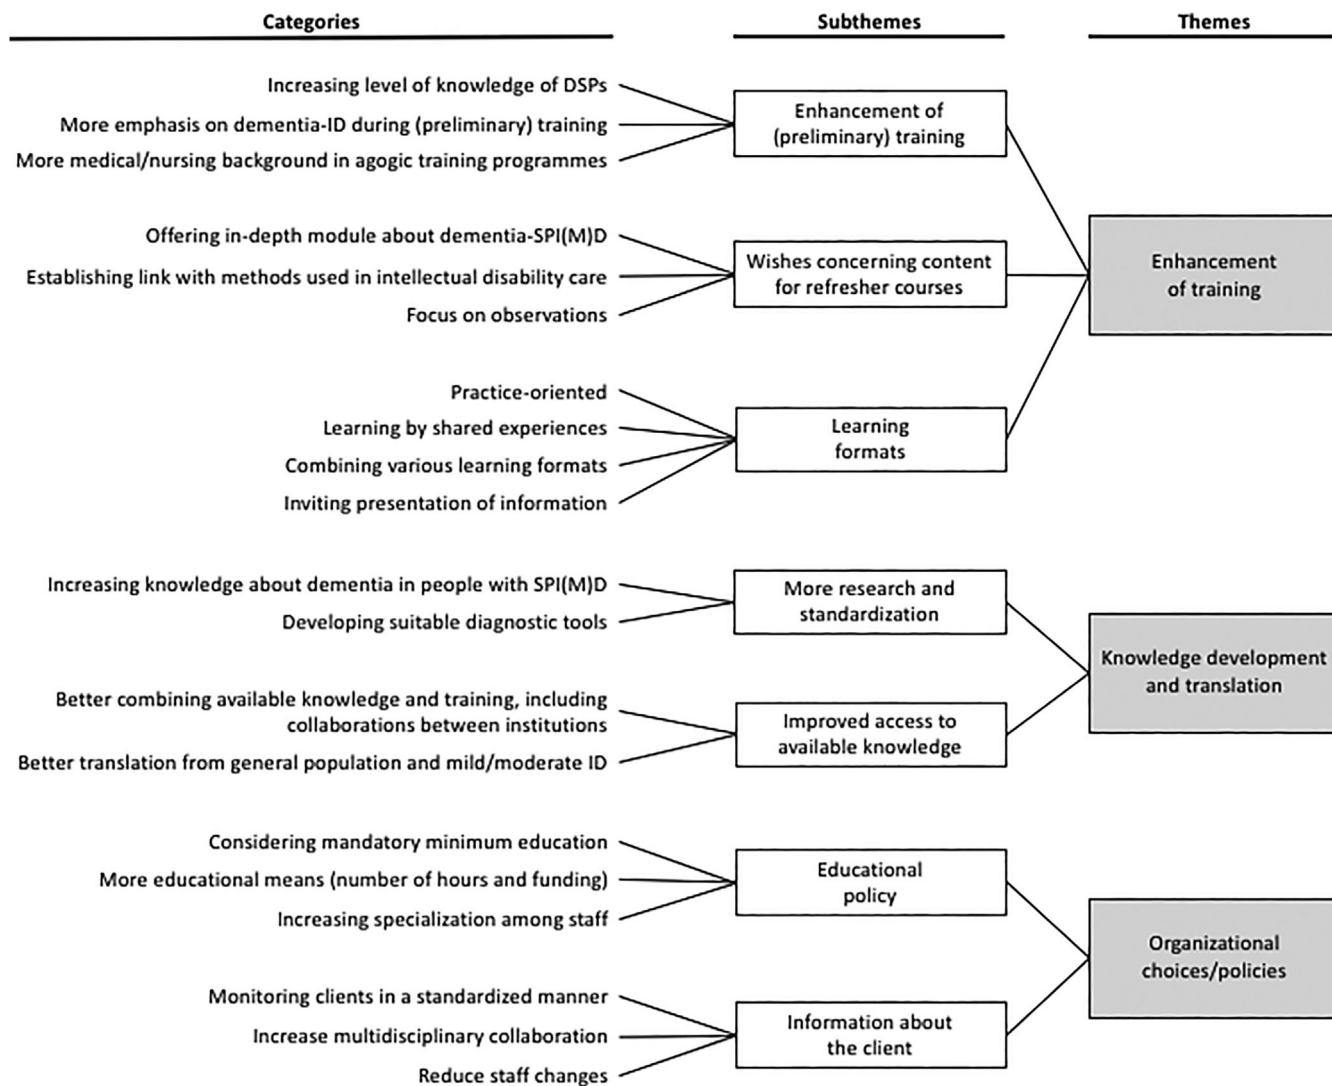 Categories
Subthemes
Themes
Increasing level of knowledge of DSPs
More emphasis on dementia-ID during (preliminary) training
More medical/nursing background in agogic training programmes
Enhancement of
(preliminary) training
Offering in-depth module about dementia-SPI(M)D
Establishing link with methods used in intellectual disability care
Focus on observations
Wishes concerning content
for refresher courses
Practice-oriented
Learning by shared experiences
Combining various learning formats
Inviting presentation of information
Learning
formats
Enhancement
of training
Increasing knowledge about dementia in people with SPI(M)D
Developing suitable diagnostic tools
More research and
standardization
Better combining available knowledge and training, including
collaborations between institutions
Better translation from general population and mild/moderate ID
Improved access to
available knowledge
Knowledge development
and translation
Considering mandatory minimum education
More educational means (number of hours and funding)
Increasing specialization among staff
Educational
policy
Monitoring clients in a standardized manner
Increase multidisciplinary collaboration
Reduce staff changes
Information about
the client
Organizational
choices/policies